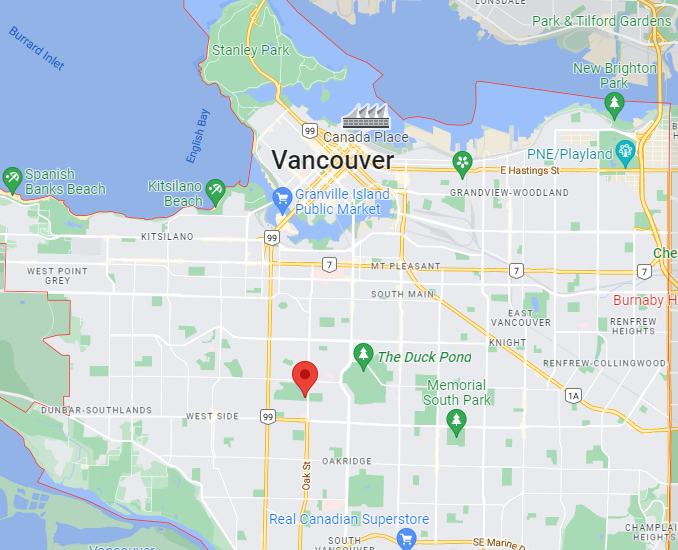 LONSDALE
Park & Tilford Gardens
Burrard Inlet
Stanley Park
New Brighton
Park
English Bay
99
Canada Place
Vancouver
PNE/Playland
E Hastings St
Spanish
Banks Beach
Kitsilano
Beach
Granville Island
Public Market
GRANDVIEW-WOODLAND
KITSILANO
99
7
MT PLEASANT
7
7
Che
WEST POINT
GREY
SOUTH MAIN
Burnaby H
EAST
VANCOUVER
RENFREW
HEIGHTS
KNIGHT
The Duck Pond
RENFREW-COLLINGWOOD
Memorial
South Park
1A
DUNBAR-SOUTHLANDS
WEST SIDE
99
OAKRIDGE
Oak St
Real Canadian Superstore
CHAMPLAI
HEIGHTS
SOUTH
VANCOUVER
SE Marine D
Vancouver